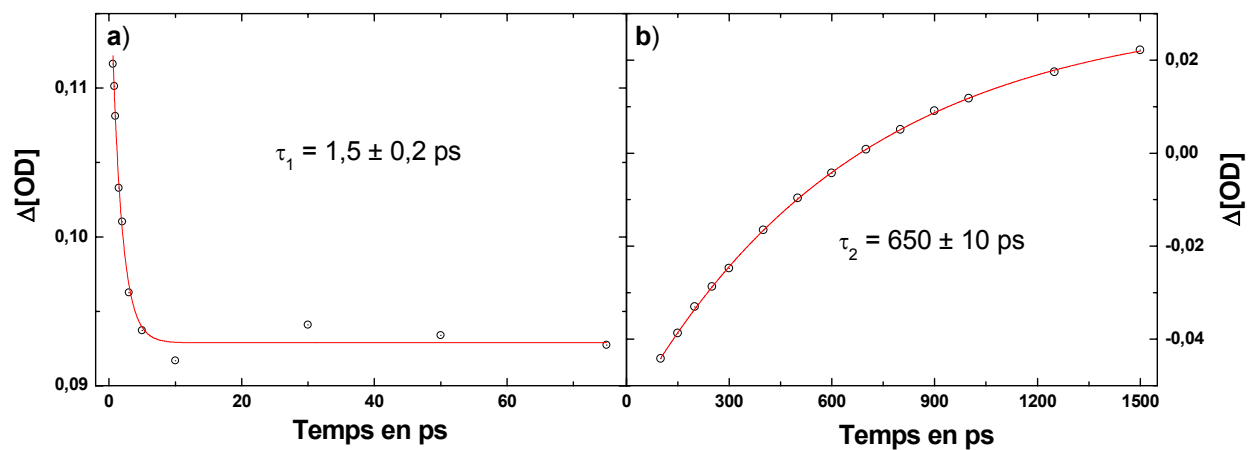 a)
0,11
0,10
0,09
Δ[OD]
τ1 = 1,5 ± 0,2 ps
0 20 40 60
Temps en ps
b)
0,02
0,00
-0,02
-0,04
Δ[OD]
τ2 = 650 ± 10 ps
0 300 600 900 1200 1500
Temps en ps